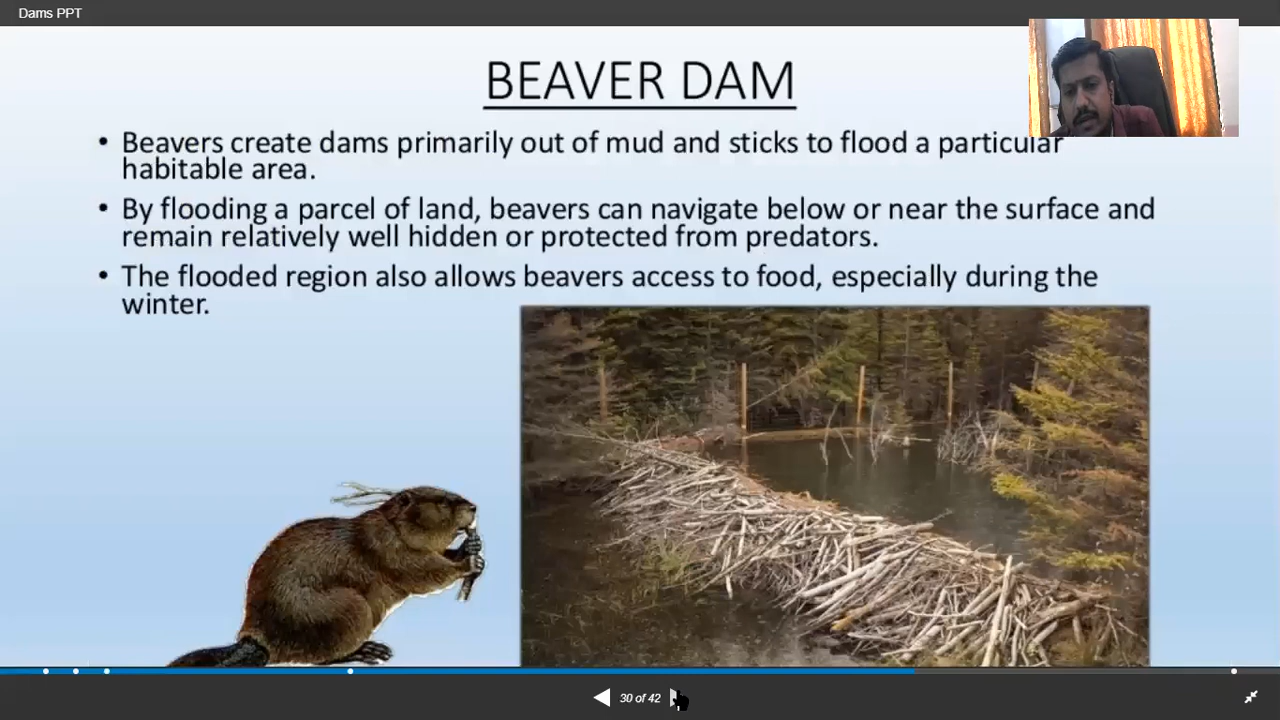 Dams PPT
BEAVER DAM
• Beavers create dams primarily out of mud and sticks to flood a particular
habitable area.
• By flooding a parcel of land, beavers can navigate below or near the surface and
remain relatively well hidden or protected from predators.
• The flooded region also allows beavers access to food, especially during the
winter.
30 of 42